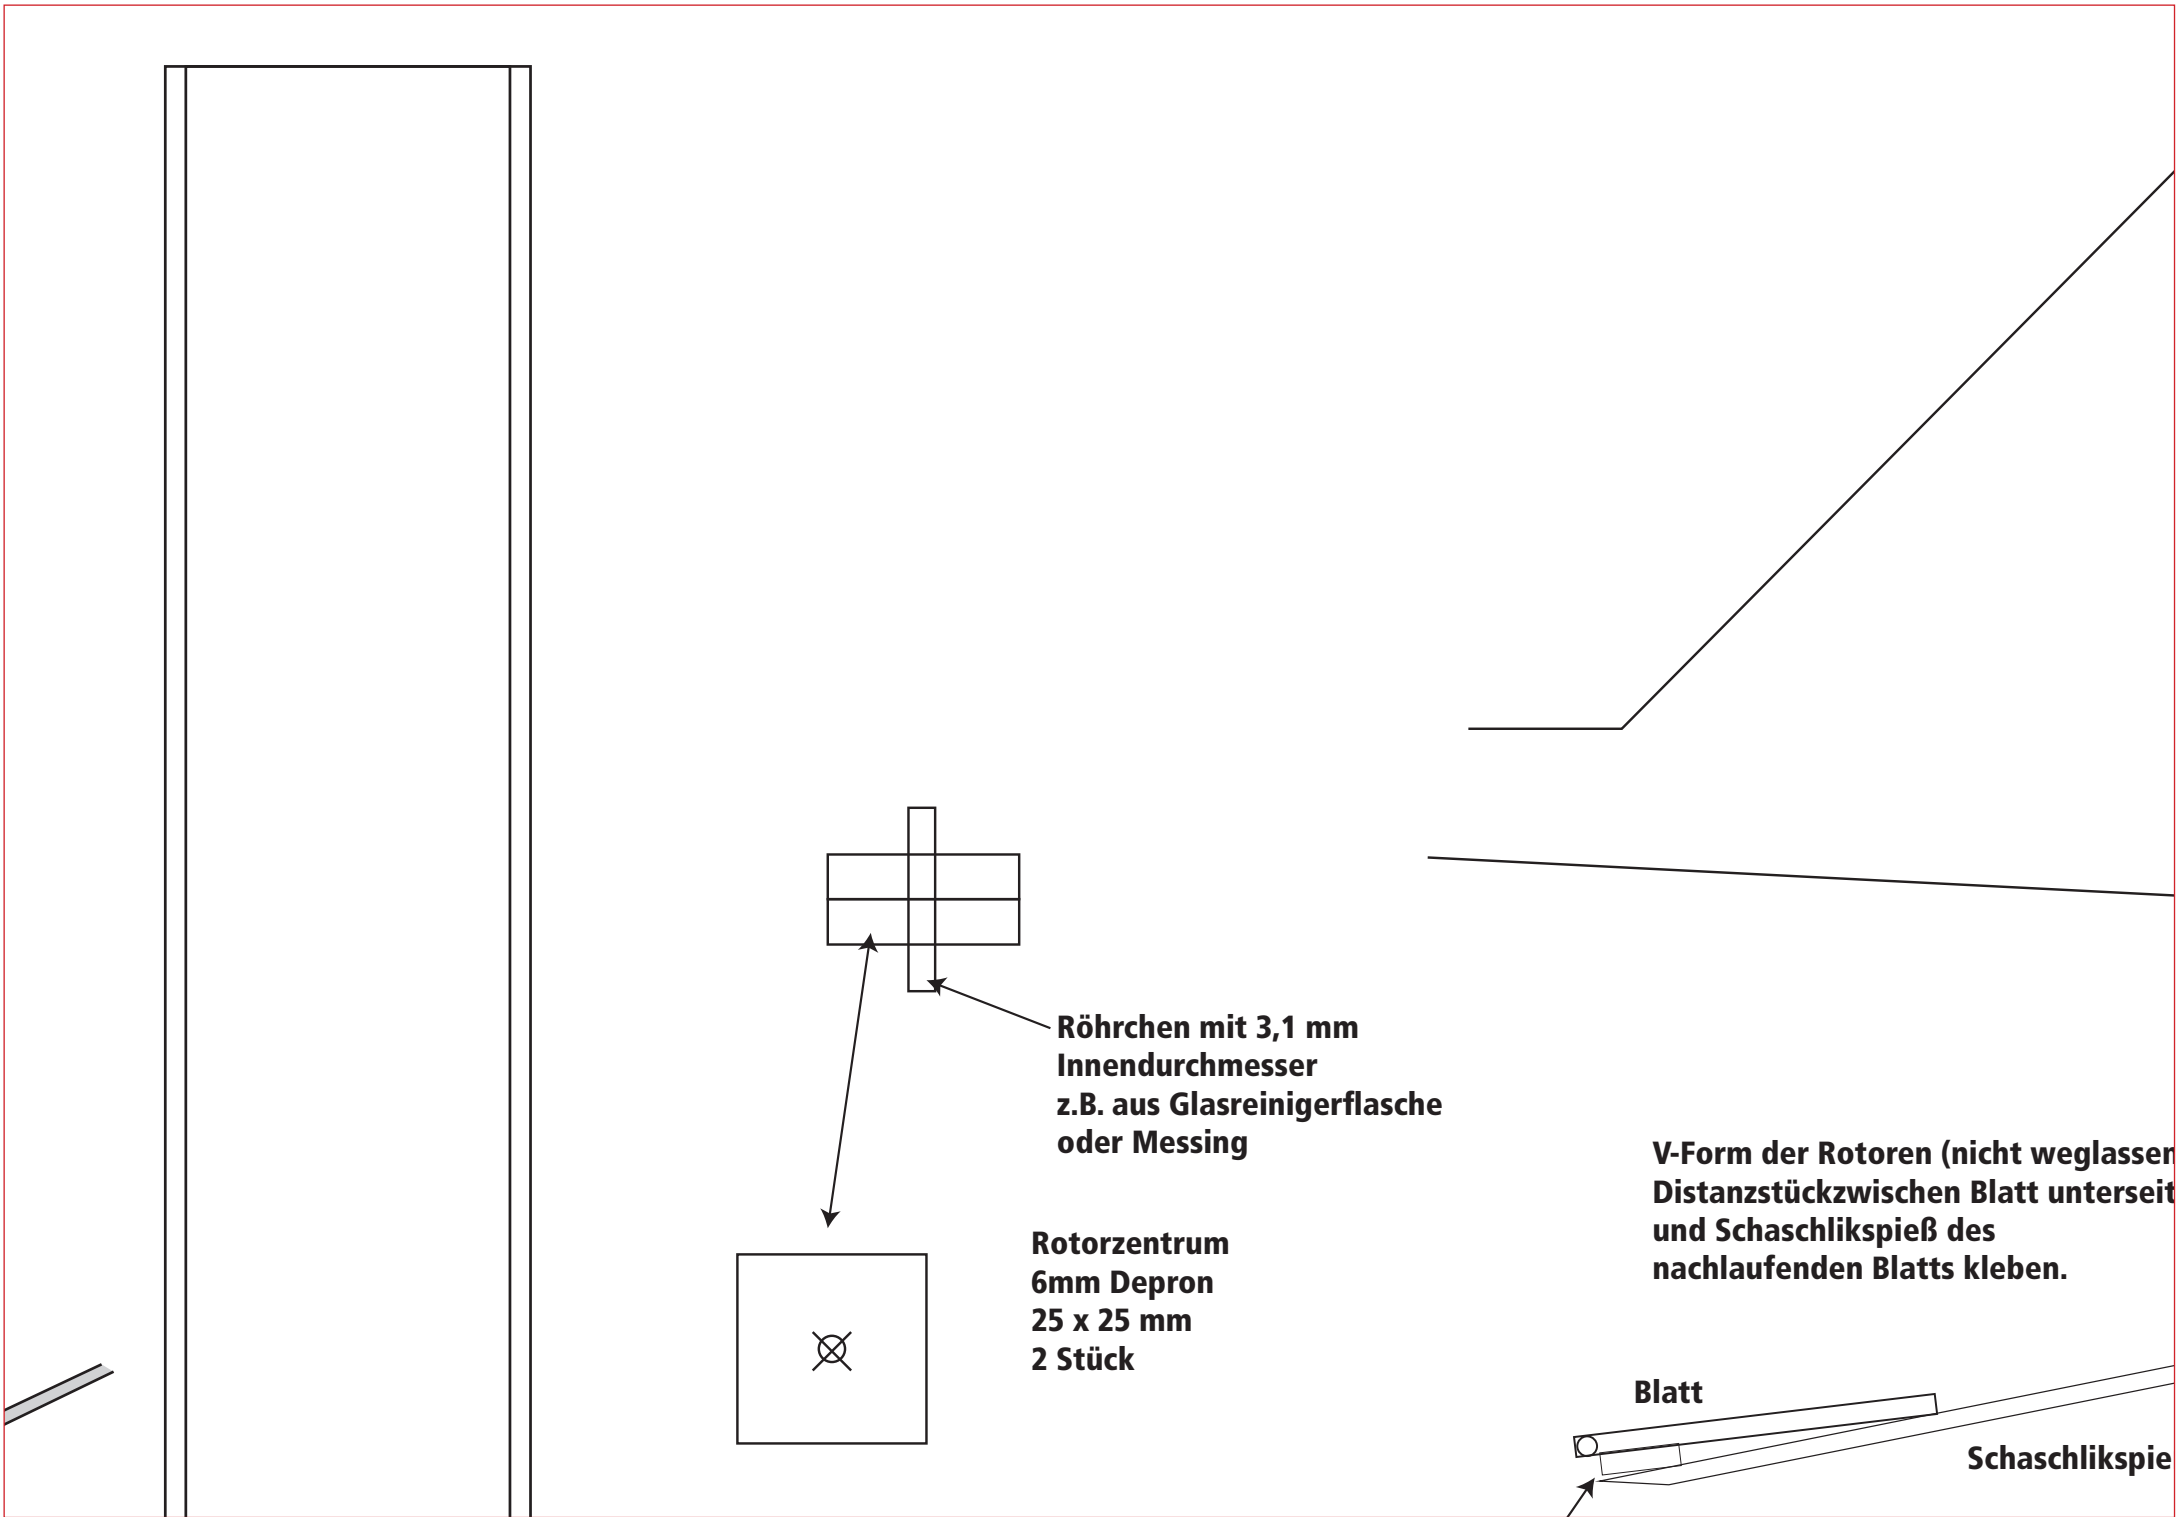 Röhrchen mit 3,1 mm
Innendurchmesser
z.B. aus Glasreinigerflasche
oder Messing
Rotorzentrum
6mm Depron
25 x 25 mm
2 Stück
V-Form der Rotoren (nicht weglassen
Distanzstückzwischen Blatt unterseit
und Schaschlikspieß des
nachlaufenden Blatts kleben.
Blatt
Schaschlikspie